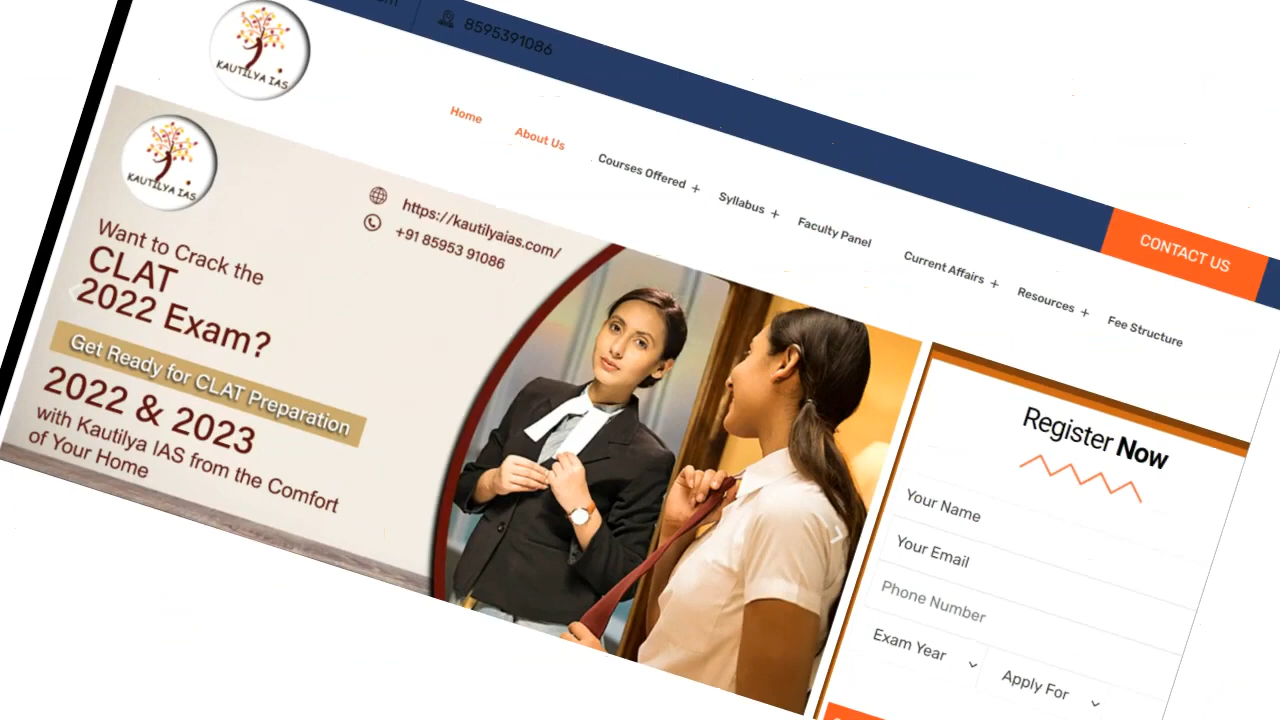 8595391086
KAUTILYA IAS
Home
About Us
Courses Offered +
Syllabus +
Faculty Panel
Current Affairs +
Resources +
Fee Structure
CONTACT US
KAUTILYA IAS
https://kautilyaias.com/
+91 85953 91086
Want to Crack the
CLAT
2022 Exam?
Get Ready for CLAT Preparation
2022 & 2023
with Kautilya IAS from the Comfort
of Your Home
Register Now
Your Name
Your Email
Phone Number
Exam Year
Apply For